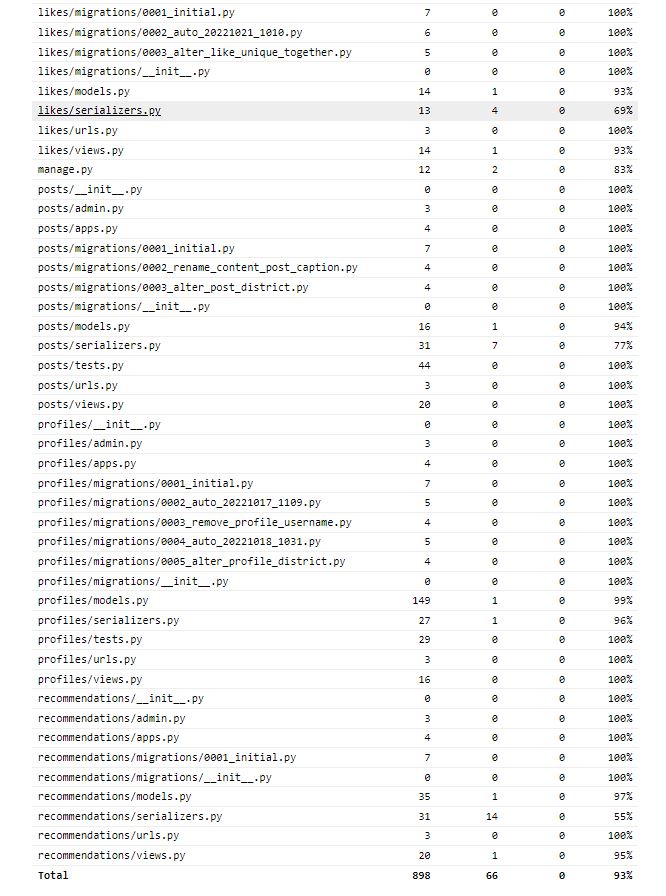 likes/migrations/0001_initial.py 7 0 0 100%
likes/migrations/0002_auto_20221021_1010.py 6 0 0 100%
likes/migrations/0003_alter_like_unique_together.py 5 0 0 100%
likes/migrations/__init__.py 0 0 0 100%
likes/models.py 14 1 0 93%
likes/serializers.py 13 4 0 69%
likes/urls.py 3 0 0 100%
likes/views.py 14 1 0 93%
manage.py 12 2 0 83%
posts/__init__.py 0 0 0 100%
posts/admin.py 3 0 0 100%
posts/apps.py 4 0 0 100%
posts/migrations/0001_initial.py 7 0 0 100%
posts/migrations/0002_rename_content_post_caption.py 4 0 0 100%
posts/migrations/0003_alter_post_district.py 4 0 0 100%
posts/migrations/__init__.py 0 0 0 100%
posts/models.py 16 1 0 94%
posts/serializers.py 31 7 0 77%
posts/tests.py 44 0 0 100%
posts/urls.py 3 0 0 100%
posts/views.py 20 0 0 100%
profiles/__init__.py 0 0 0 100%
profiles/admin.py 3 0 0 100%
profiles/apps.py 4 0 0 100%
profiles/migrations/0001_initial.py 7 0 0 100%
profiles/migrations/0002_auto_20221017_1109.py 5 0 0 100%
profiles/migrations/0003_remove_profile_username.py 4 0 0 100%
profiles/migrations/0004_auto_20221018_1031.py 5 0 0 100%
profiles/migrations/0005_alter_profile_district.py 4 0 0 100%
profiles/migrations/__init__.py 0 0 0 100%
profiles/models.py 149 1 0 99%
profiles/serializers.py 27 1 0 96%
profiles/tests.py 29 0 0 100%
profiles/urls.py 3 0 0 100%
profiles/views.py 16 0 0 100%
recommendations/__init__.py 0 0 0 100%
recommendations/admin.py 3 0 0 100%
recommendations/apps.py 4 0 0 100%
recommendations/migrations/0001_initial.py 7 0 0 100%
recommendations/migrations/__init__.py 0 0 0 100%
recommendations/models.py 35 1 0 97%
recommendations/serializers.py 31 14 0 55%
recommendations/urls.py 3 0 0 100%
recommendations/views.py 20 1 0 95%
Total 898 66 0 93%